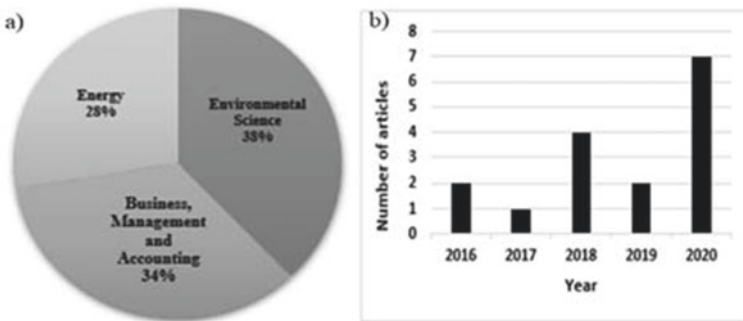 a)
Energy
28%
Environmental
Science
38%
Business,
Management
and
Accounting
34%
b)
Number of articles
8
7
6
5
4
3
2
1
0
2016 2017 2018 2019 2020
Year